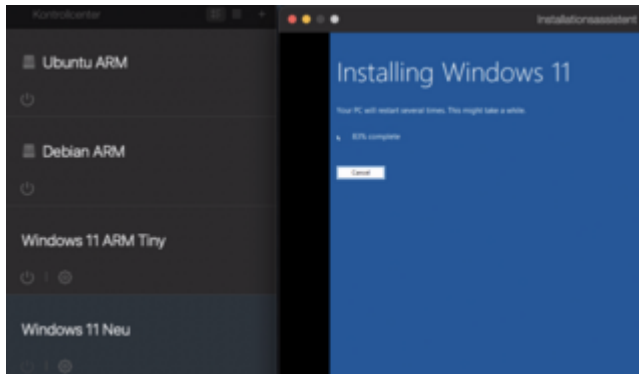 Kontrollcenter
Ubuntu ARM
Debian ARM
Windows 11 ARM Tiny
Windows 11 Neu
Installationsassistent
Installing Windows 11
Your PC will restart several times. This might take a while.
83% complete
Cancel